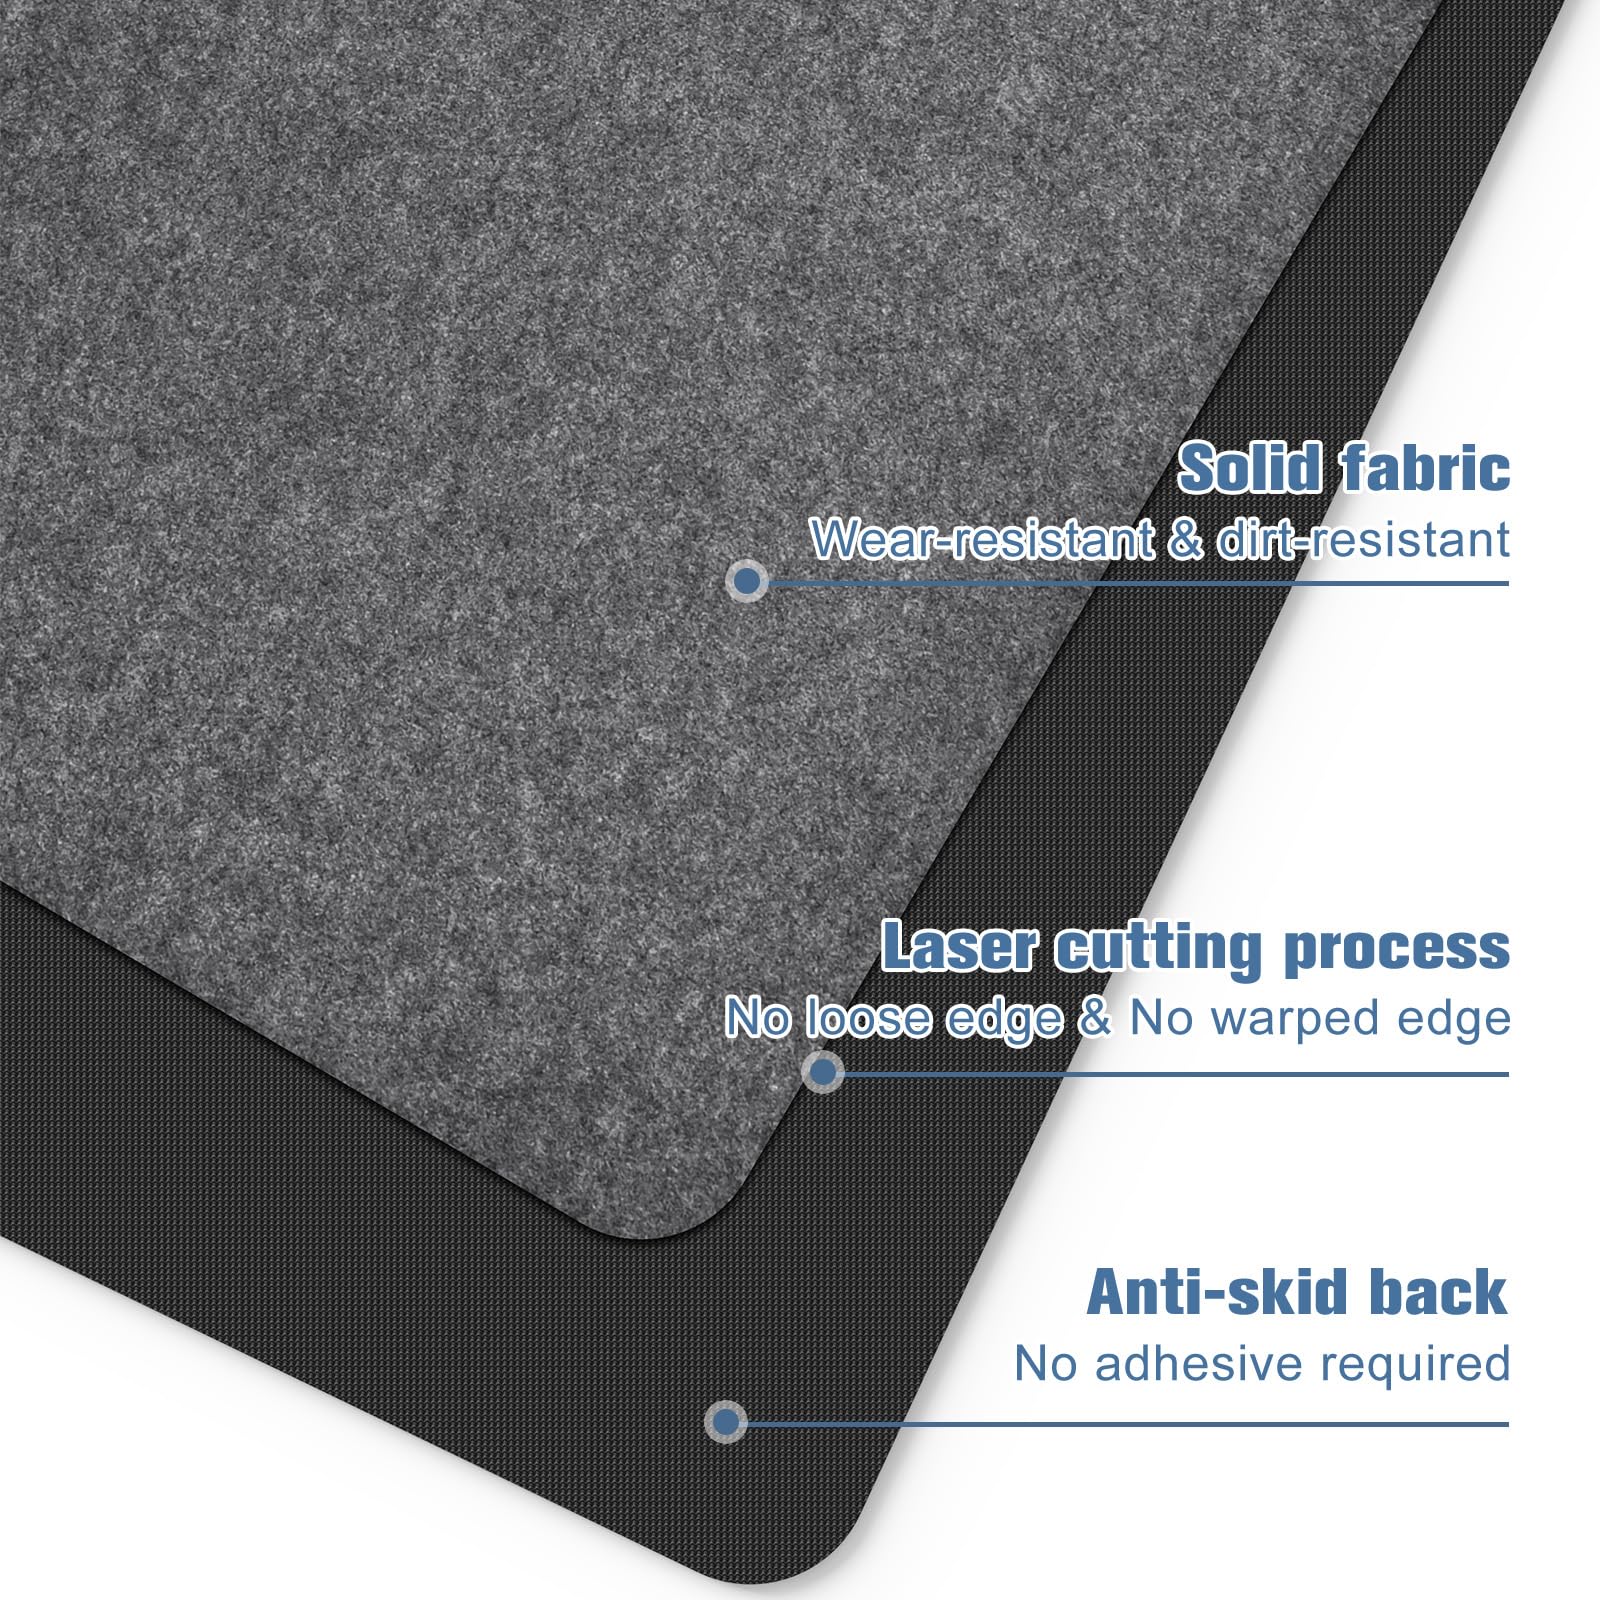 Solid fabric
Wear-resistant & dirt-resistant
Laser cutting process
No loose edge & No warped edge
Anti-skid back
No adhesive required